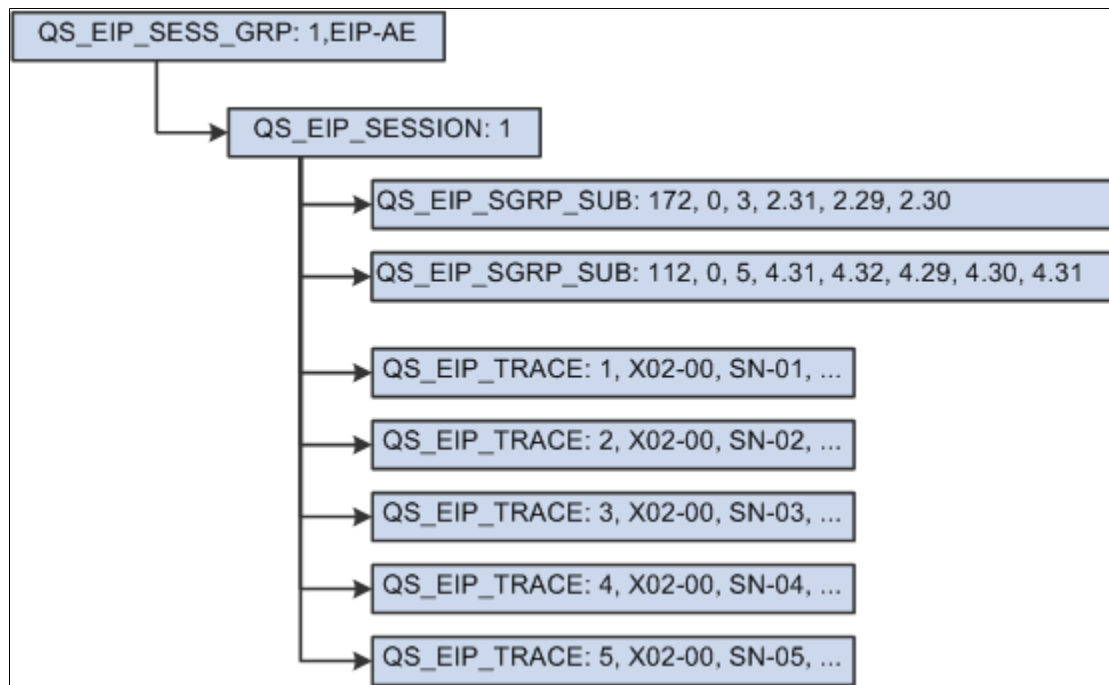 QS_EIP_SESS_GRP: 1,EIP-AE
QS_EIP_SESSION: 1
QS_EIP_SGRP_SUB: 172, 0, 3, 2.31, 2.29, 2.30
QS_EIP_SGRP_SUB: 112, 0, 5, 4.31, 4.32, 4.29, 4.30, 4.31
QS_EIP_TRACE: 1, X02-00, SN-01, ...
QS_EIP_TRACE: 2, X02-00, SN-02, ...
QS_EIP_TRACE: 3, X02-00, SN-03, ...
QS_EIP_TRACE: 4, X02-00, SN-04, ...
QS_EIP_TRACE: 5, X02-00, SN-05, ...